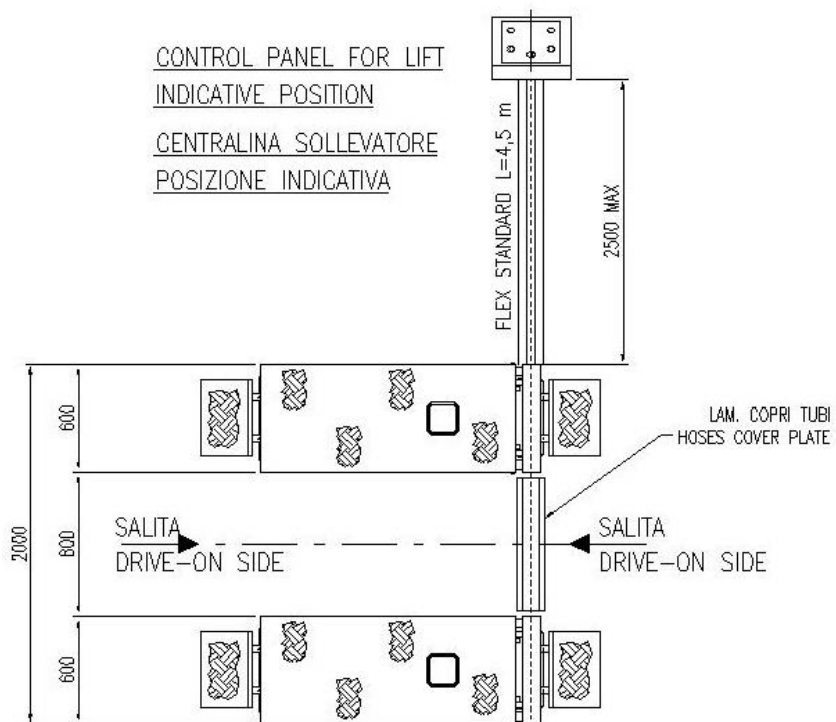 CONTROL PANEL FOR LIFT
INDICATIVE POSITION
CENTRALINA SOLLEVATORE
POSIZIONE INDICATIVA
FLEX STANDARD L=4,5 m
2500 MAX
LAM. COPRI TUBI
HOSES COVER PLATE
600
2000
800
600
SALITA
DRIVE-ON SIDE
SALITA
DRIVE-ON SIDE